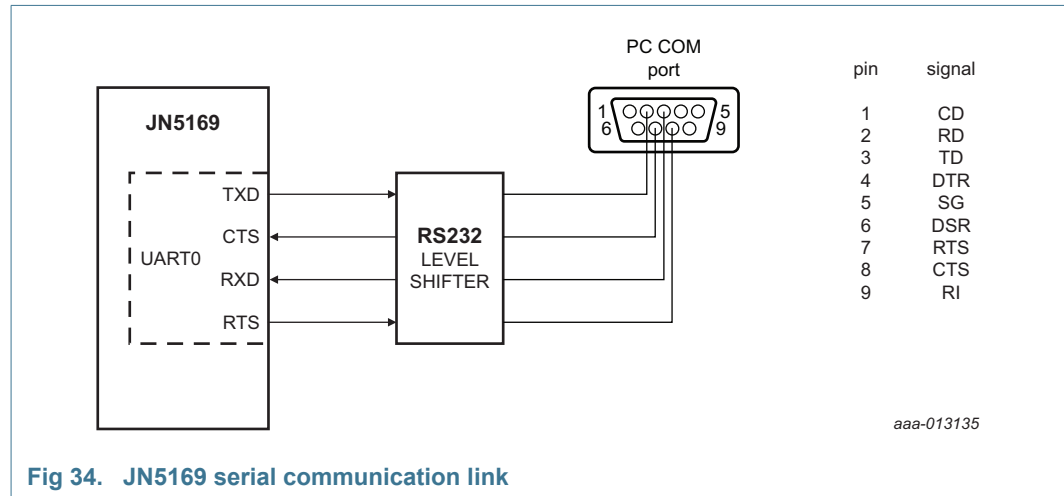 PC COM
port
1
5
6
9
JN5169
UART0
TXD
CTS
RXD
RTS
RS232
LEVEL
SHIFTER
pin signal
1 CD
2 RD
3 TD
4 DTR
5 SG
6 DSR
7 RTS
8 CTS
9 RI
aaa-013135
Fig 34. JN5169 serial communication link